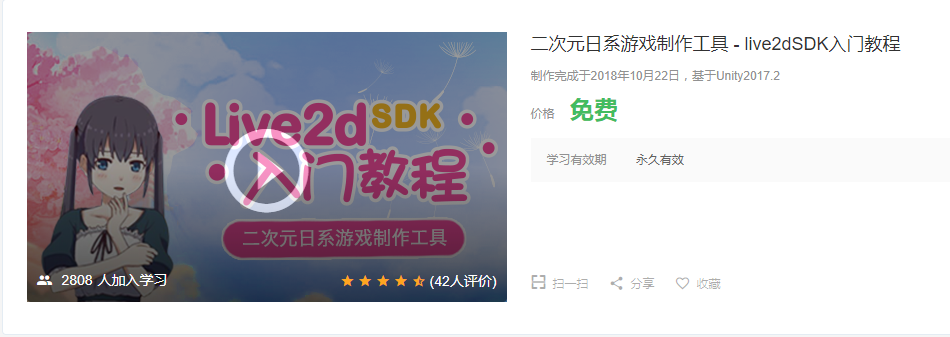 Live2dSDK
入门教程
二次元日系游戏制作工具
2808 人加入学习
(42人评价)
二次元日系游戏制作工具 - live2dSDK入门教程
制作完成于2018年10月22日，基于Unity2017.2
价格 免费
学习有效期 永久有效
扫一扫 分享 收藏